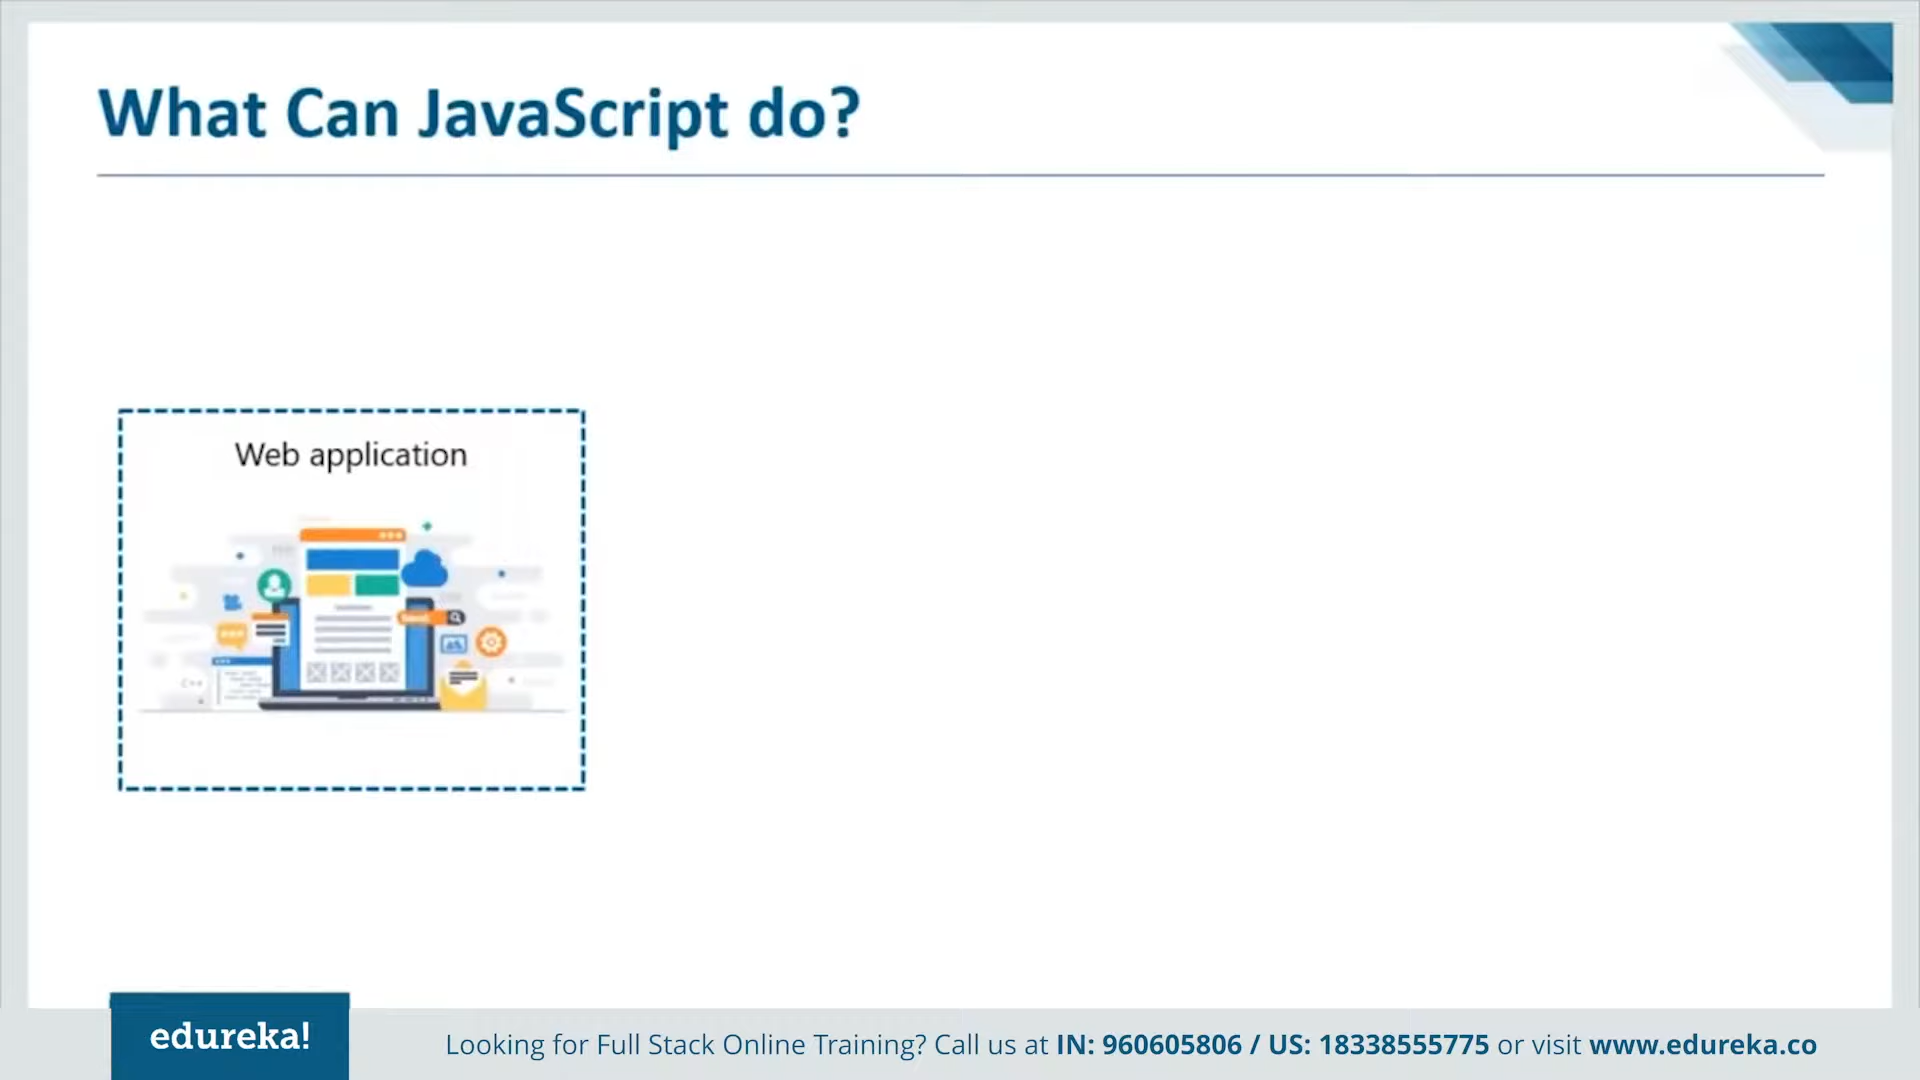 What Can JavaScript do?
Web application
C++
edureka!
Looking for Full Stack Online Training? Call us at IN: 960605806 / US: 18338555775 or visit www.edureka.co